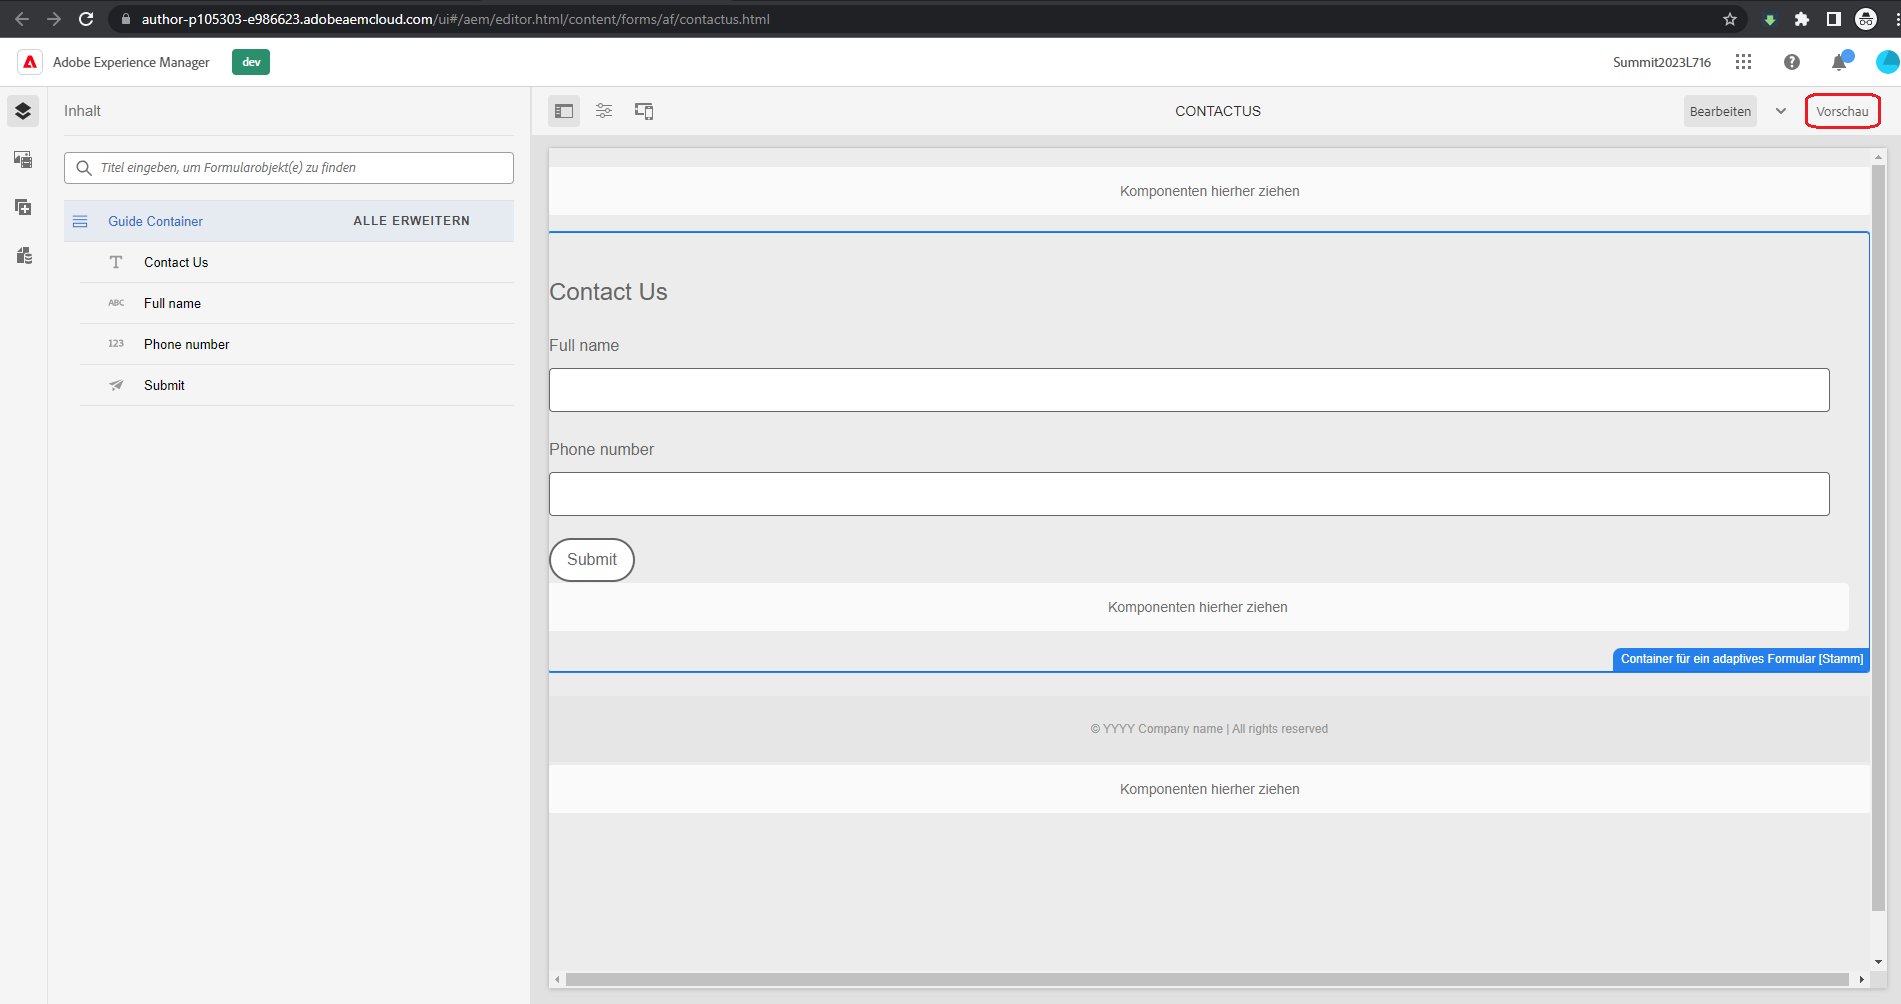 author-p105303-e986623.adobeaemcloud.com/ui#/aem/editor.html/content/forms/af/contactus.html
Adobe Experience Manager
dev
Summit2023L716
Inhalt
CONTACTUS
Bearbeiten
Vorschau
Titel eingeben, um Formularobjekt(e) zu finden
Guide Container
ALLE ERWEITERN
Contact Us
ABC
Full name
123
Phone number
Submit
Komponenten hierher ziehen
Contact Us
Full name
Phone number
Submit
Komponenten hierher ziehen
Container für ein adaptives Formular [Stamm]
© YYYY Company name | All rights reserved
Komponenten hierher ziehen